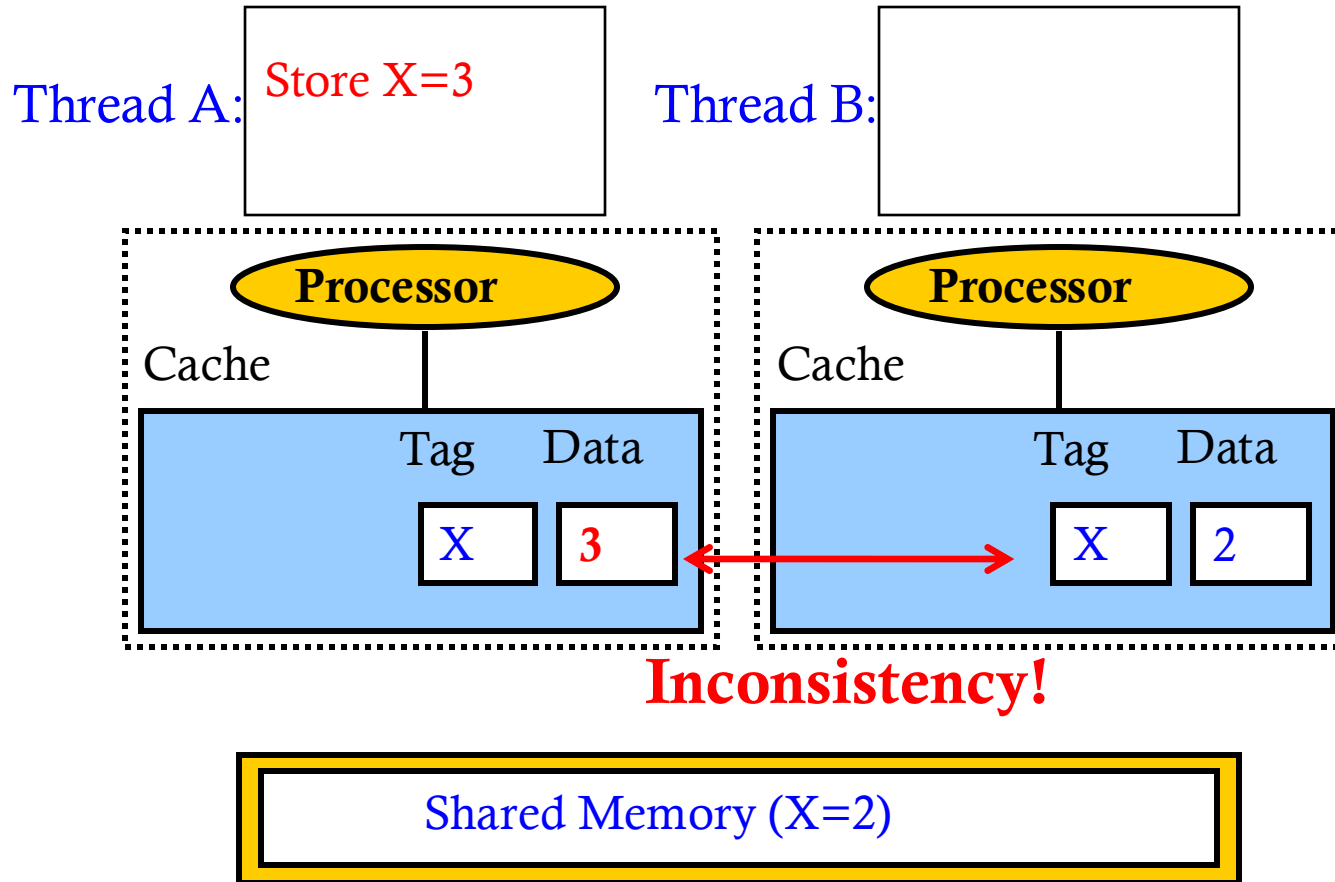 Thread A:
Store X=3
Thread B:
Processor
Processor
Cache
Cache
Tag Data
Tag Data
X 3
X 2
Inconsistency!
Shared Memory (X=2)